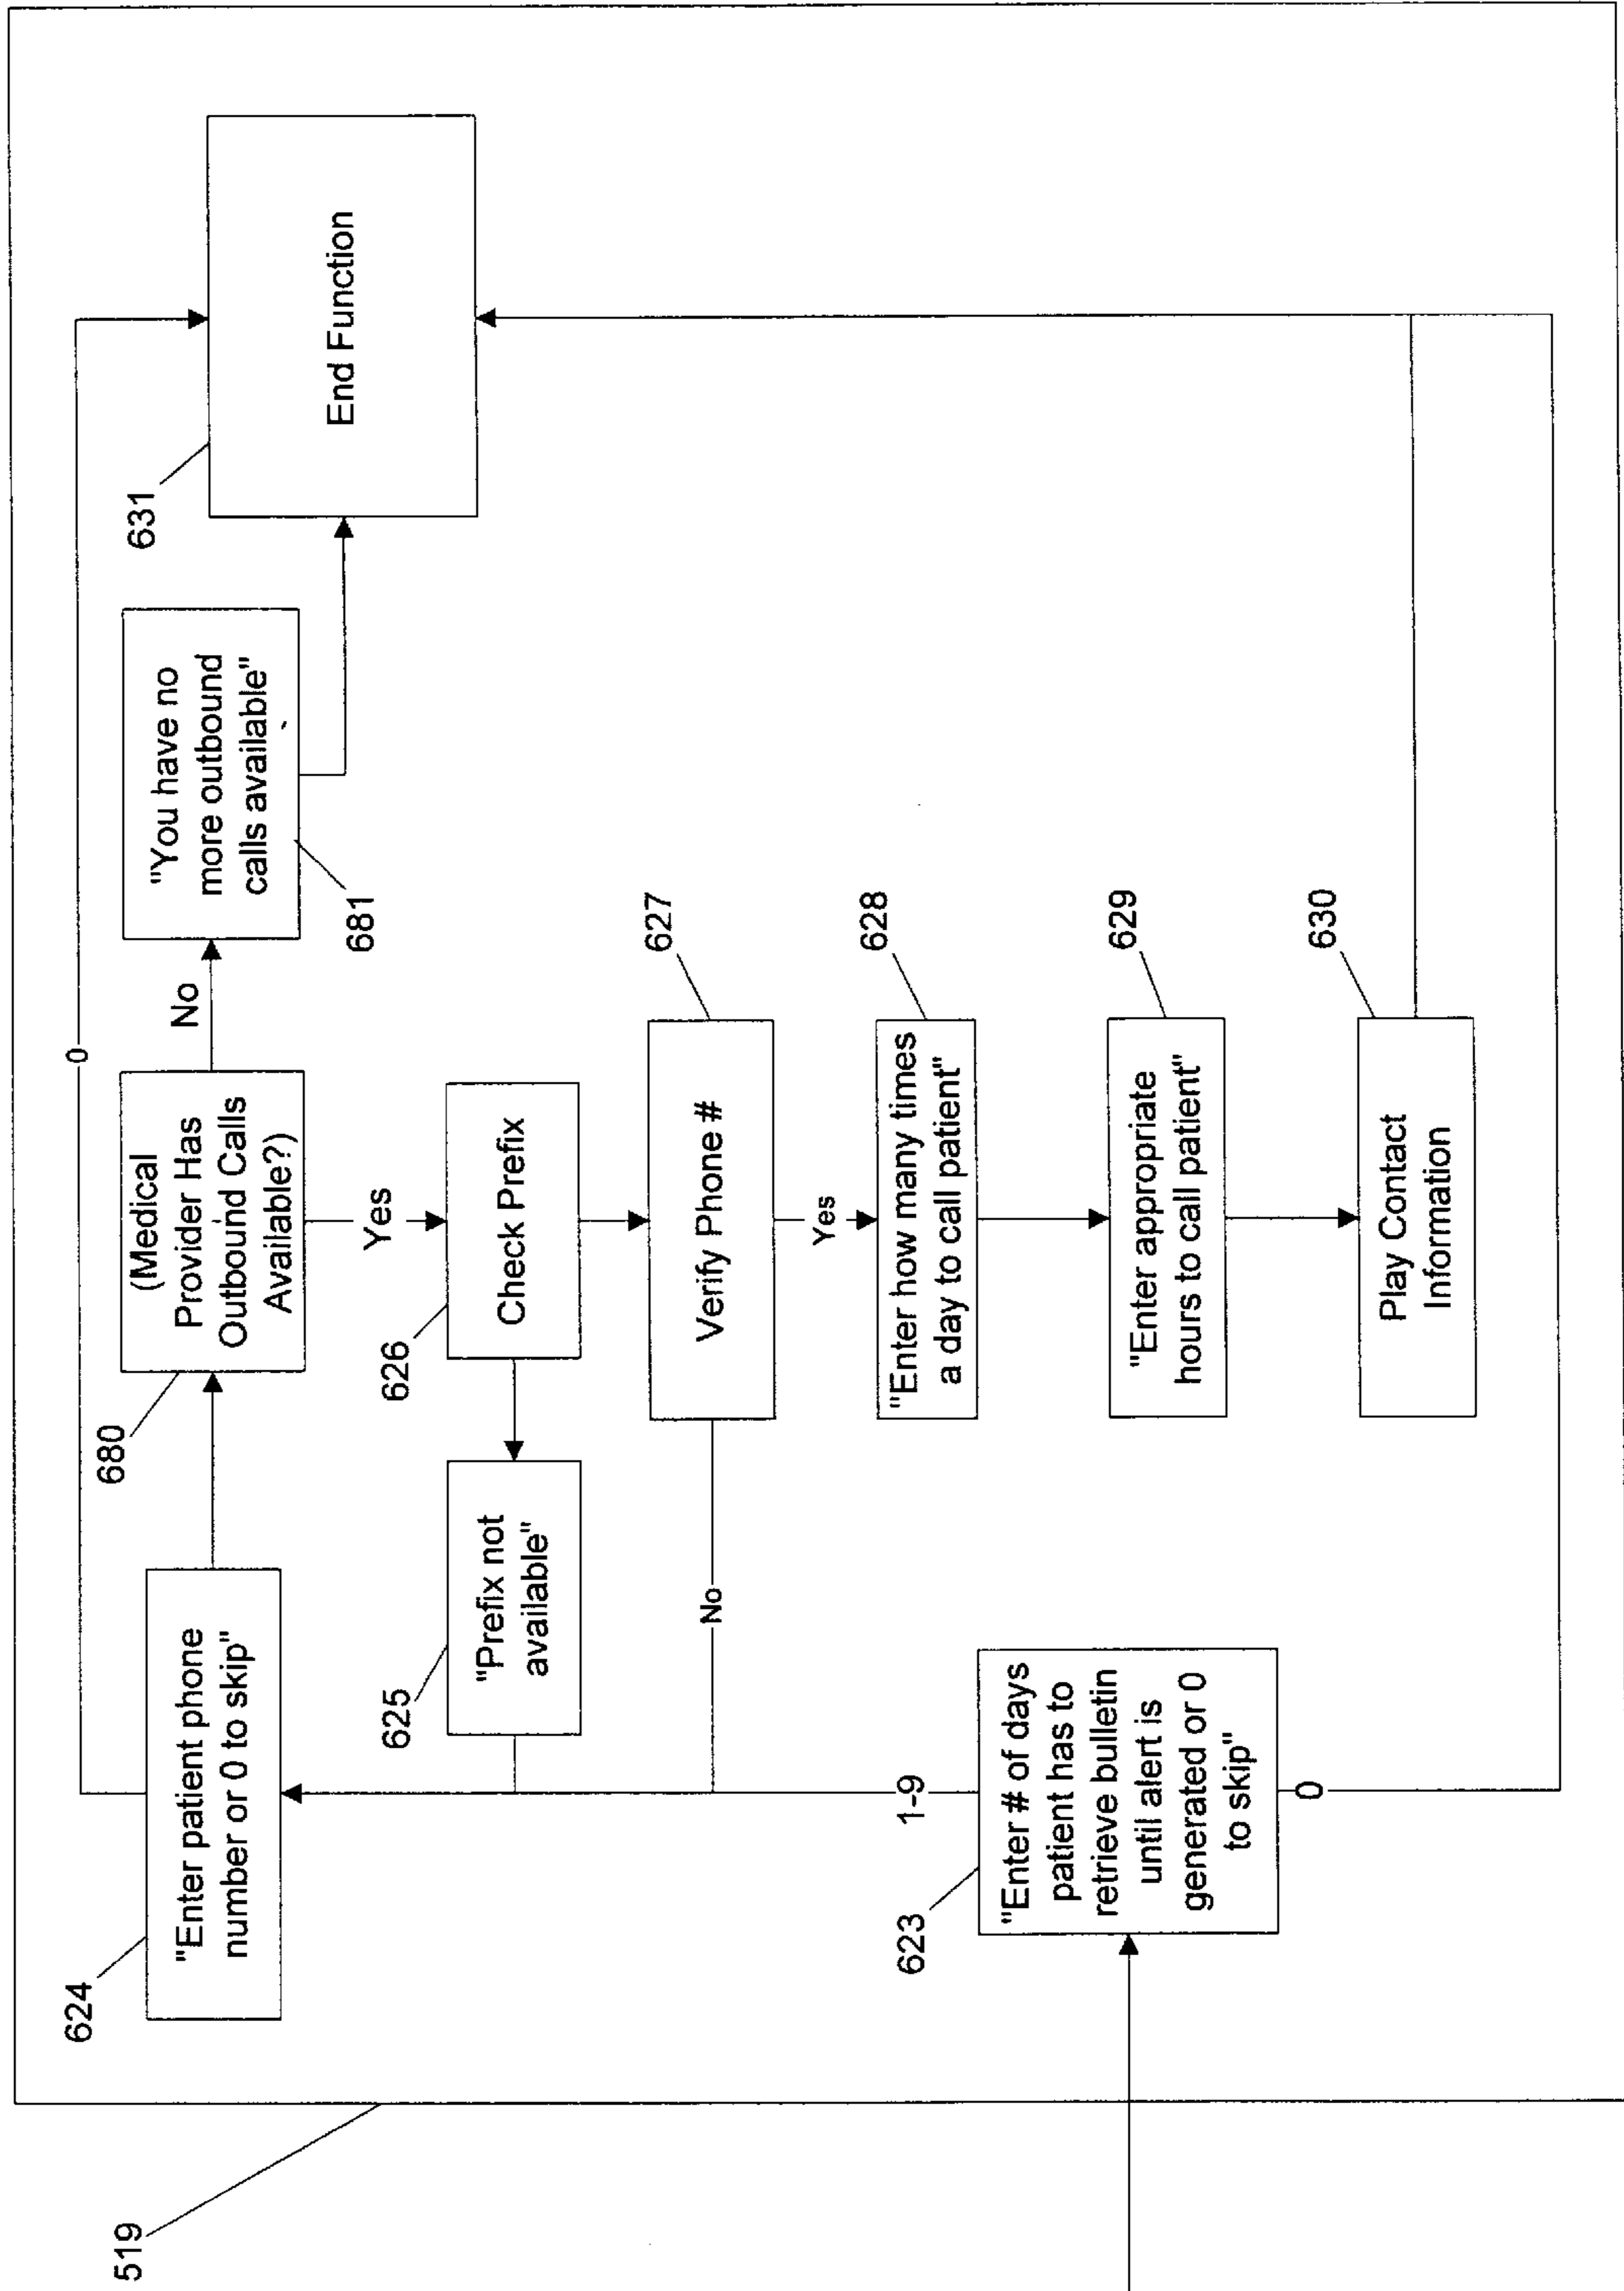 519
624
"Enter patient phone
number or 0 to skip"
0
680
(Medical
Provider Has
Outbound Calls
Available?)
No
"You have no
more outbound
calls available"
681
631
End Function
Yes
625
"Prefix not
available"
626
Check Prefix
No
Verify Phone #
627
Yes
1-9
623
"Enter # of days
patient has to
retrieve bulletin
until alert is
generated or 0
to skip"
0
"Enter how many times
a day to call patient"
628
"Enter appropriate
hours to call patient"
629
Play Contact
Information
630